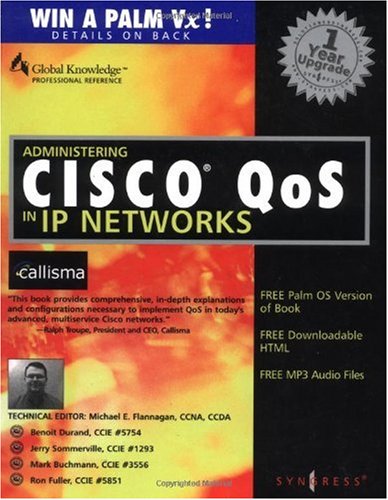 WIN A PALM Vx!
DETAILS ON BACK
Global Knowledge™
PROFESSIONAL REFERENCE
1
Year
Upgrade
SYNGRESS
ADMINISTERING
CISCO® QoS
IN IP NETWORKS
callisma
"This book provides comprehensive, in-depth explanations
and configurations necessary to implement QoS in today's
advanced, multiservice Cisco networks."
—Ralph Troupe, President and CEO, Callisma
FREE Palm OS Version
of Book
FREE Downloadable
HTML
FREE MP3 Audio Files
TECHNICAL EDITOR: Michael E. Flannagan, CCNA, CCDA
Benoit Durand, CCIE #5754
Jerry Sommerville, CCIE #1293
Mark Buchmann, CCIE #3556
Ron Fuller, CCIE #5851
SYNGRESS®
Copyrighted Material